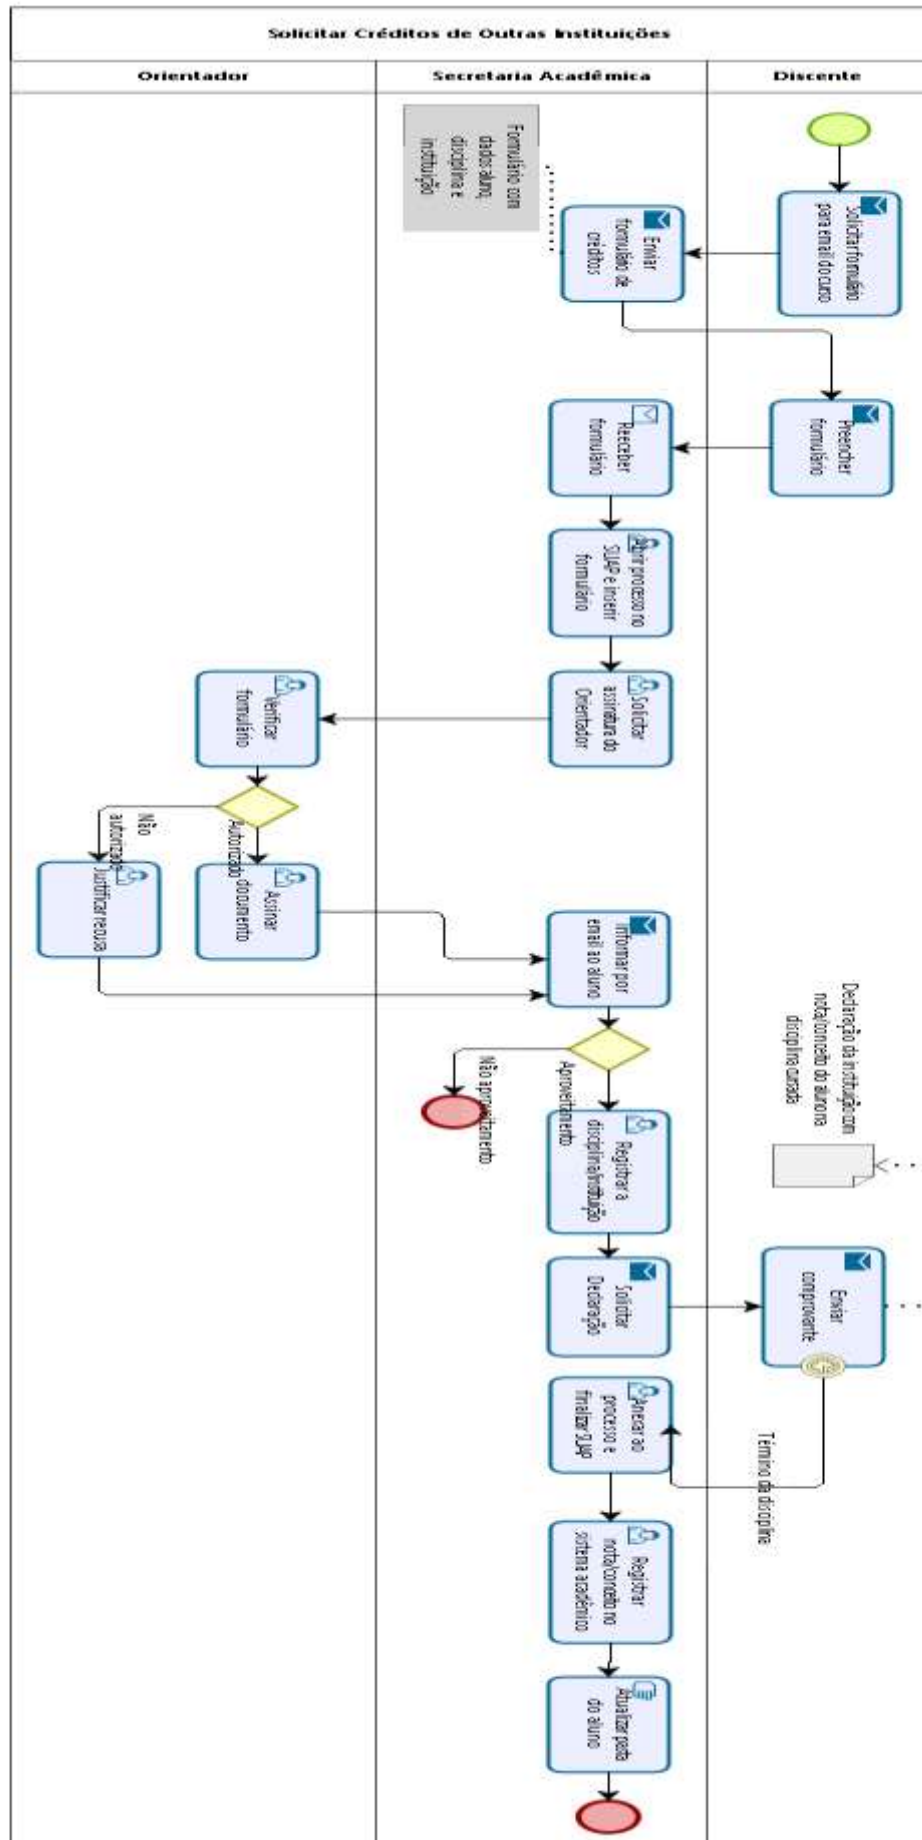 Solicitar Créditos de Outras Instituições
Orientador
Secretaria Acadêmica
Discente
Solicitar formulário
para email do curso
Enviar
formulário de
créditos
Formulário com
dados aluno,
disciplina e
instituição
Preencher
formulário
Receeber
formulário
Abrir processo no
SUAP e inserir
formulário
Solicitar
assinatura do
Orientador
Verificar
formulário
Autorizado
Não
autorizado
Assinar
documento
Justificar recusa
Informar por
email ao aluno
Aproveitamento
Não aproveitamento
Registrar a
disciplina/instituição
Solicitar
Declaração
Declaração da instituição com
nota/conceito do aluno na
disciplina cursada
Enviar
comprovante
Término da disciplina
Anexar ao
processo e
finalizar SUAP
Registrar
nota/conceito no
sistema acadêmico
Atualizar pasta
do aluno